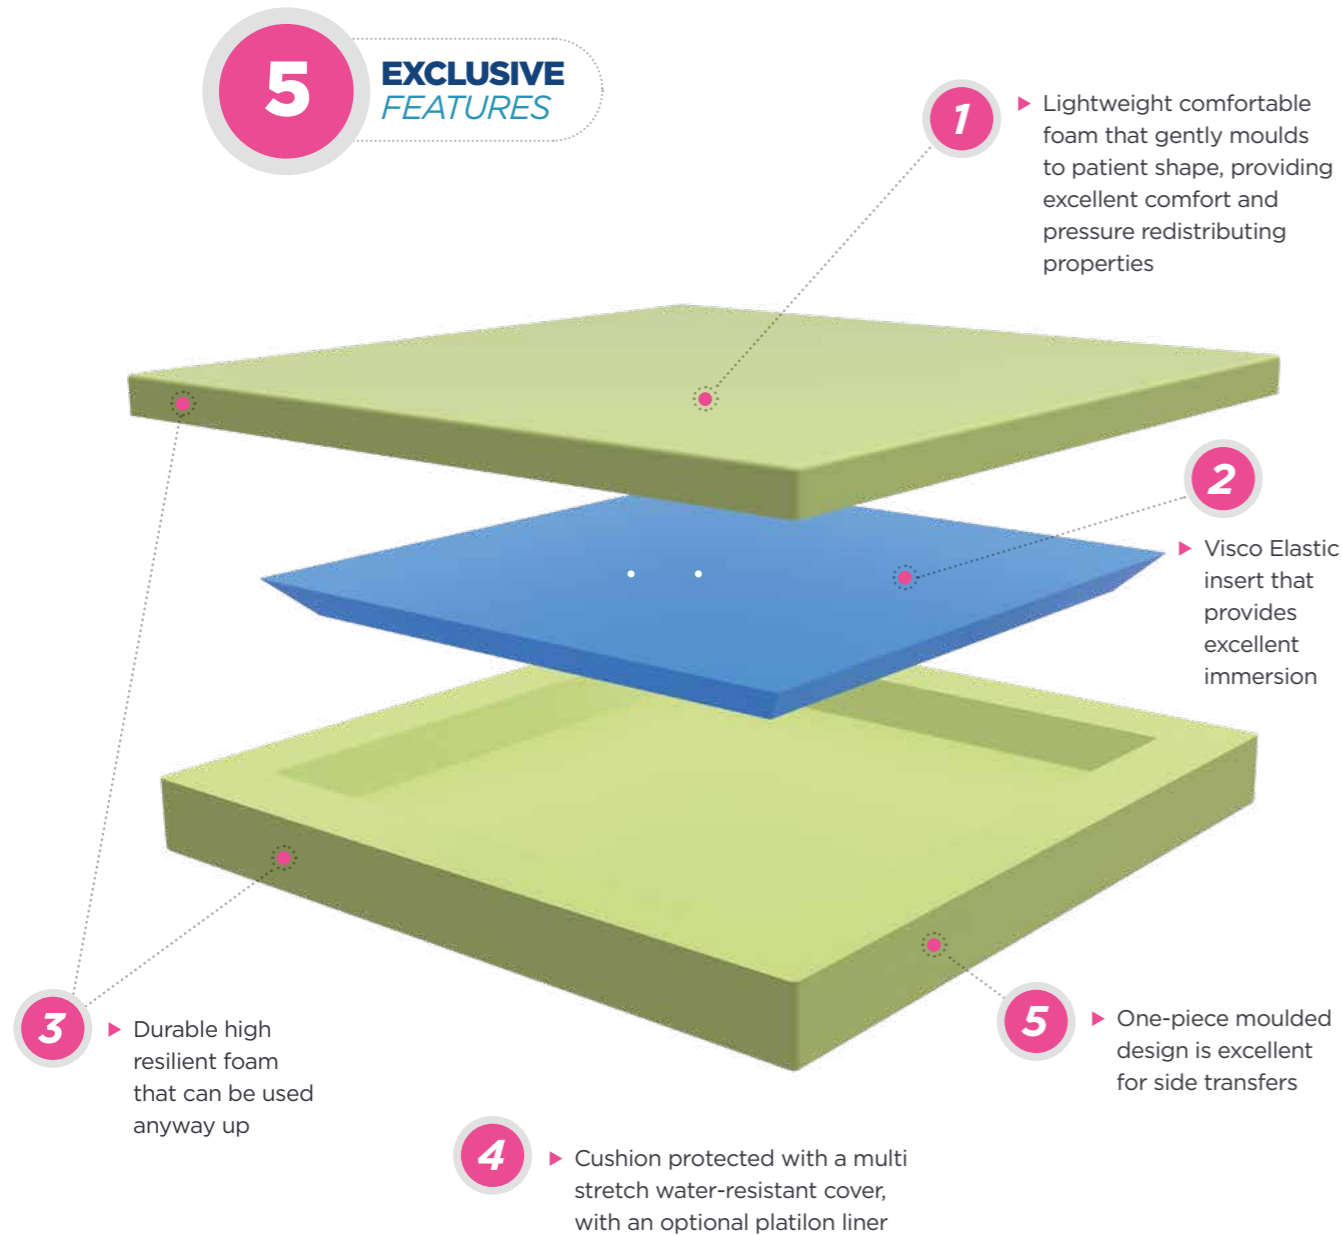 5
EXCLUSIVE
FEATURES
1
Lightweight comfortable
foam that gently moulds
to patient shape, providing
excellent comfort and
pressure redistributing
properties
2
Visco Elastic
insert that
provides
excellent
immersion
3
Durable high
resilient foam
that can be used
anyway up
5
One-piece moulded
design is excellent
for side transfers
4
Cushion protected with a multi
stretch water-resistant cover,
with an optional platilon liner